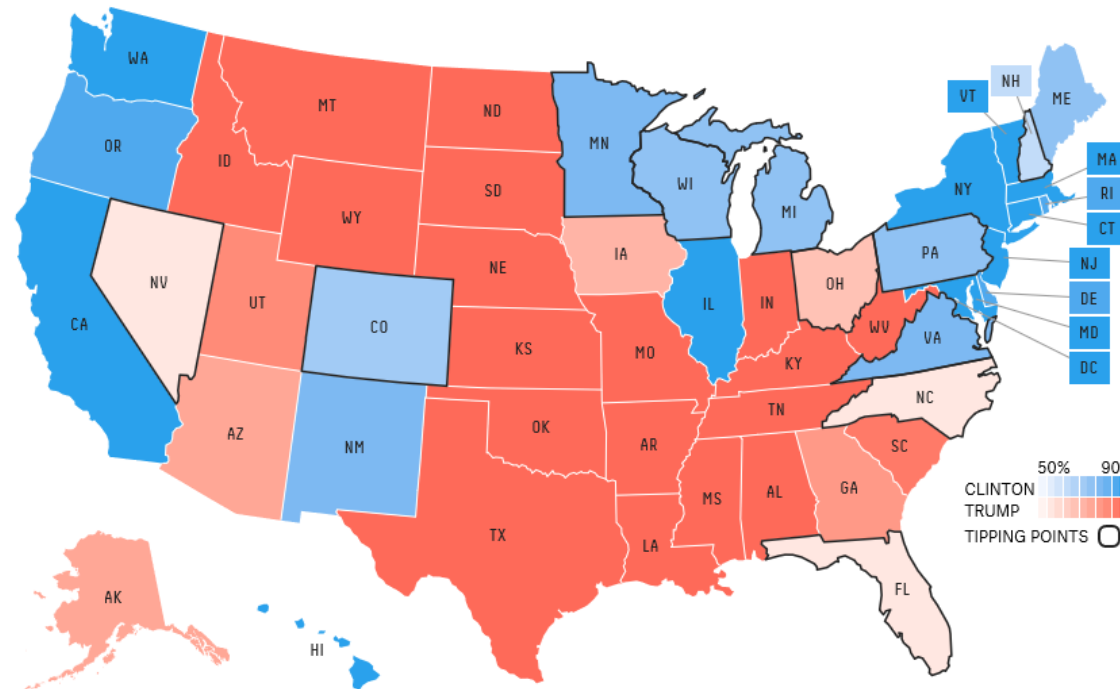 WA
MT
ND
VT
NH
ME
OR
MN
MA
ID
SD
WI
NY
RI
WY
MI
CT
IA
PA
NJ
NE
NV
OH
DE
UT
CA
CO
IL
IN
WV
MD
VA
KS
MO
KY
DC
NC
TN
AZ
OK
NM
AR
SC
50% 90
CLINTON
TRUMP
TIPPING POINTS
MS
AL
GA
TX
LA
AK
FL
HI